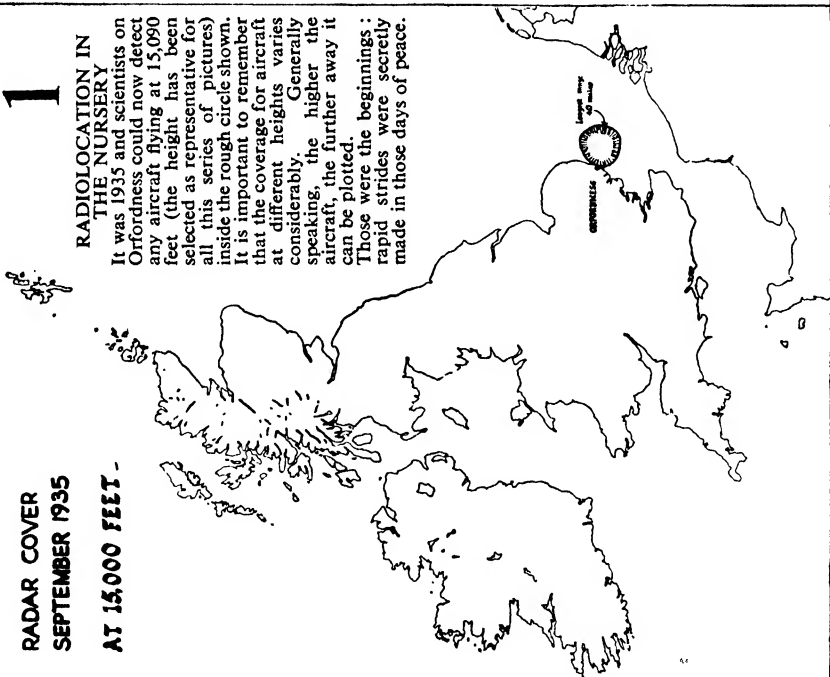 RADAR COVER
SEPTEMBER 1935
AT 15,000 FEET-
1
RADIOLOCATION IN
THE NURSERY
It was 1935 and scientists on
Orfordness could now detect
any aircraft flying at 15,090
feet (the height has been
selected as representative for
all this series of pictures)
inside the rough circle shown.
It is important to remember
that the coverage for aircraft
at different heights varies
considerably. Generally
speaking, the higher the
aircraft, the further away it
can be plotted.
Those were the beginnings :
rapid strides were secretly
made in those days of peace.
Longest
miles
ORFORDNESS